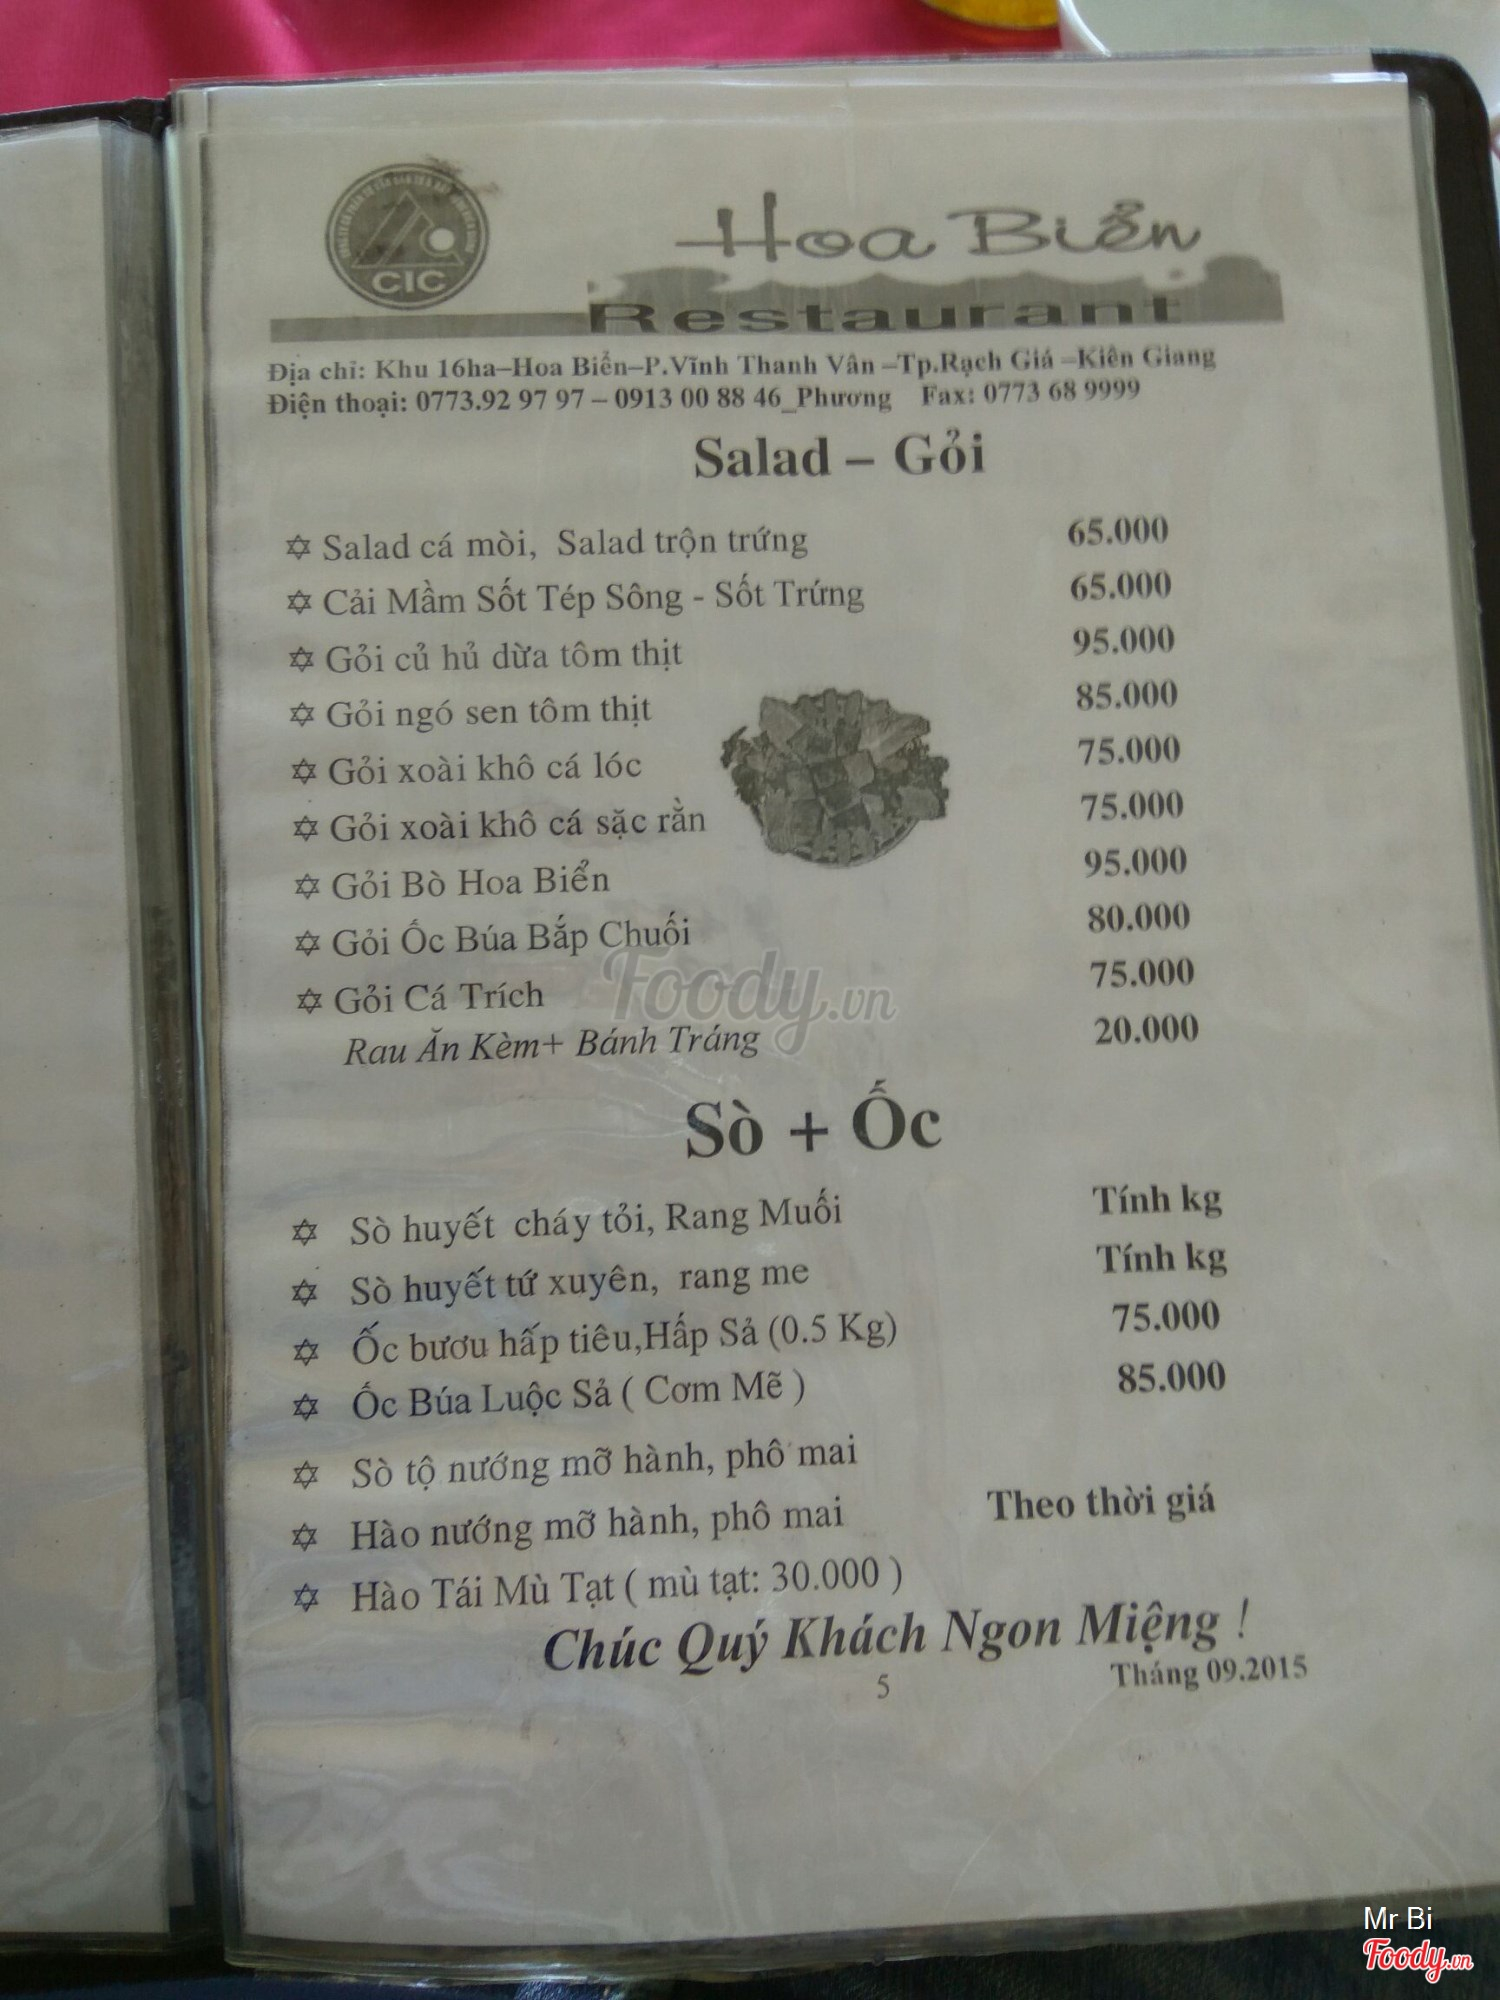 CIC
Hoa Biển
Restaurant
Địa chỉ: Khu 16ha–Hoa Biển–P.Vĩnh Thanh Vân –Tp.Rạch Giá –Kiên Giang
Điện thoại: 0773.92 97 97 – 0913 00 88 46_Phương Fax: 0773 68 9999
Salad – Gỏi
✡ Salad cá mòi, Salad trộn trứng 65.000
✡ Cải Mầm Sốt Tép Sông - Sốt Trứng 65.000
✡ Gỏi củ hủ dừa tôm thịt 95.000
✡ Gỏi ngó sen tôm thịt 85.000
✡ Gỏi xoài khô cá lóc 75.000
✡ Gỏi xoài khô cá sặc rằn 75.000
✡ Gỏi Bò Hoa Biển 95.000
✡ Gỏi Ốc Búa Bắp Chuối 80.000
✡ Gỏi Cá Trích 75.000
Rau Ăn Kèm+ Bánh Tráng 20.000
Foody.vn
Sò + Ốc
✡ Sò huyết cháy tỏi, Rang Muối Tính kg
✡ Sò huyết tứ xuyên, rang me Tính kg
✡ Ốc bươu hấp tiêu,Hấp Sả (0.5 Kg) 75.000
✡ Ốc Búa Luộc Sả ( Cơm Mẽ ) 85.000
✡ Sò tộ nướng mỡ hành, phô mai
✡ Hào nướng mỡ hành, phô mai Theo thời giá
✡ Hào Tái Mù Tạt ( mù tạt: 30.000 )
Chúc Quý Khách Ngon Miệng !
5
Tháng 09.2015
Mr Bi
Foody.vn